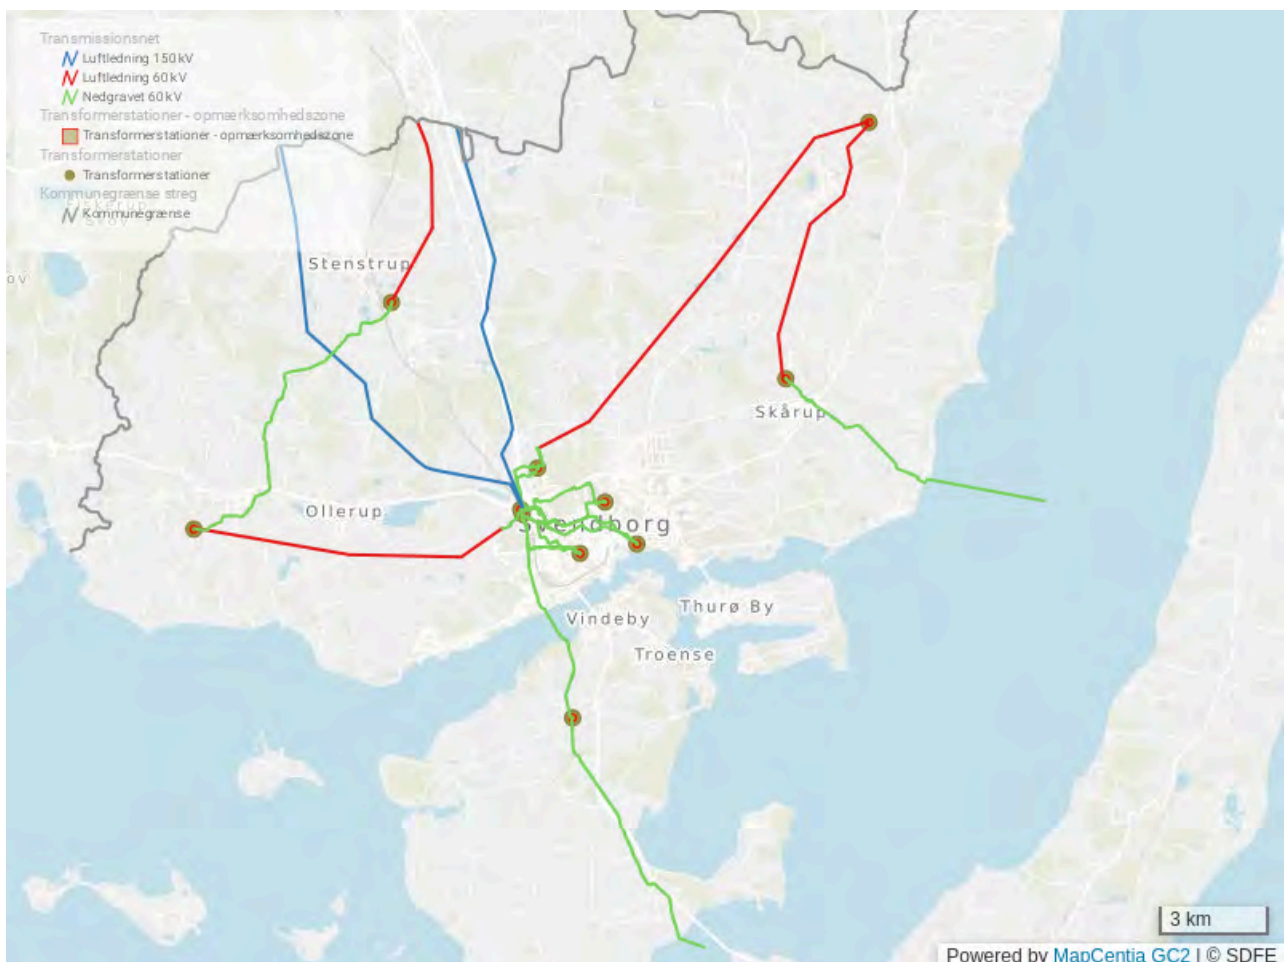 Transmissionsnet
Luftledning 150 kV
Luftledning 60 kV
Nedgravet 60 kV
Transformerstationer - opmærksomhedszone
Transformerstationer - opmærksomhedszone
Transformerstationer
Transformerstationer
Kommunegrænse streg
Kommunegrænse
ov
Stenstrup
Skårup
Ollerup
Svendborg
Thurø By
Vindeby
Troense
3 km
Powered by MapCentia GC2 | © SDFE